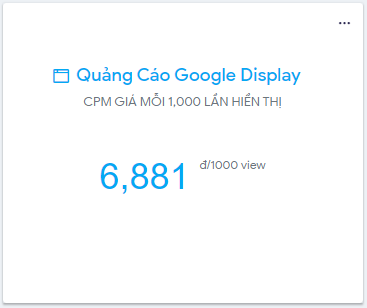 Quảng Cáo Google Display
CPM GIÁ MỖI 1,000 LẦN HIỂN THỊ
6,881 đ/1000 view